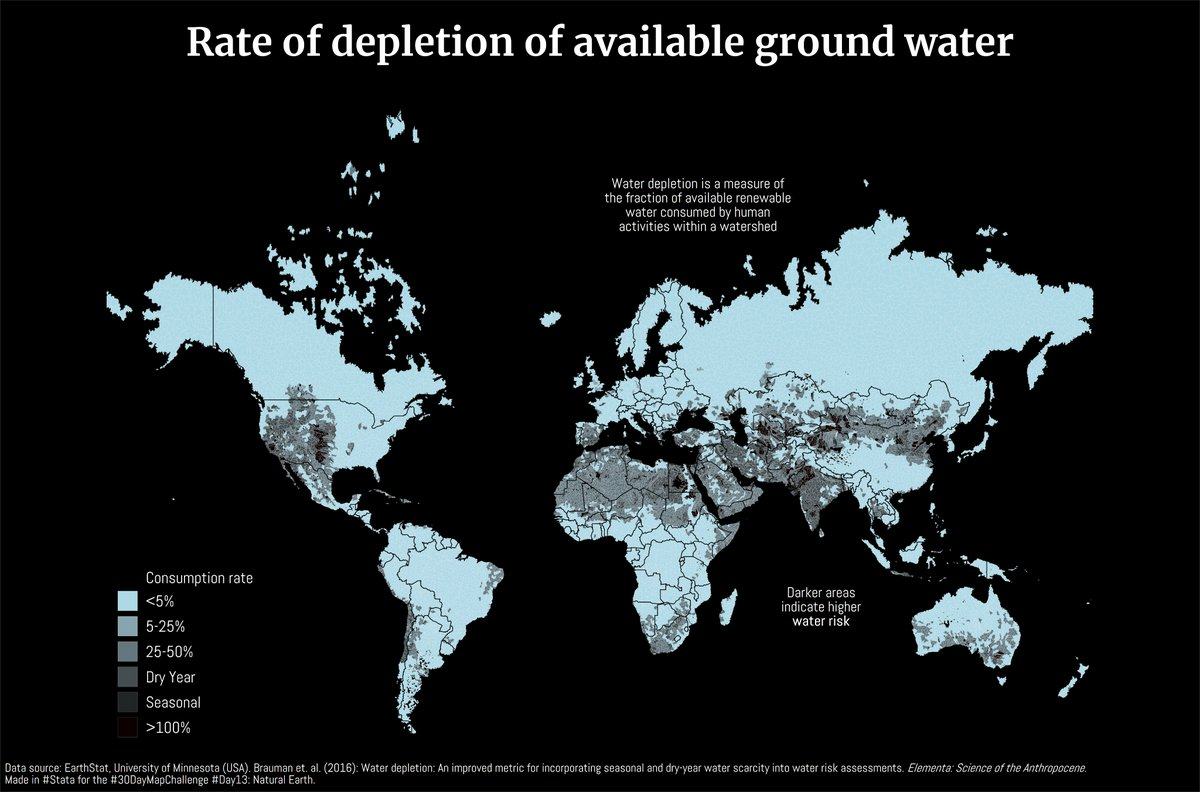 Rate of depletion of available ground water
Water depletion is a measure of
the fraction of available renewable
water consumed by human
activities within a watershed
Darker areas
indicate higher
water risk
Consumption rate
<5%
5-25%
25-50%
Dry Year
Seasonal
>100%
Data source: EarthStat, University of Minnesota (USA). Brauman et. al. (2016): Water depletion: An improved metric for incorporating seasonal and dry-year water scarcity into water risk assessments. Elementa: Science of the Anthropocene.
Made in #Stata for the #30DayMapChallenge #Day13: Natural Earth.